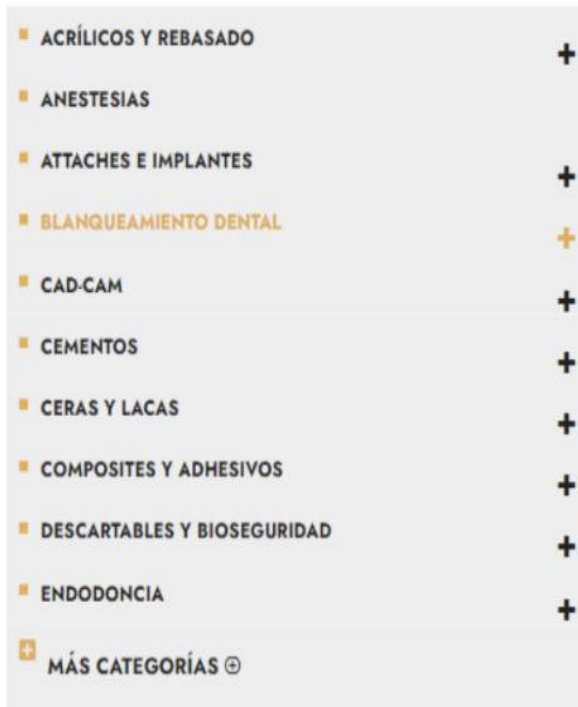 ACRÍLICOS Y REBASADO
ANESTESIAS
ATTACHES E IMPLANTES
BLANQUEAMIENTO DENTAL
CAD-CAM
CEMENTOS
CERAS Y LACAS
COMPOSITES Y ADHESIVOS
DESCARTABLES Y BIOSEGURIDAD
ENDODONCIA
MÁS CATEGORÍAS